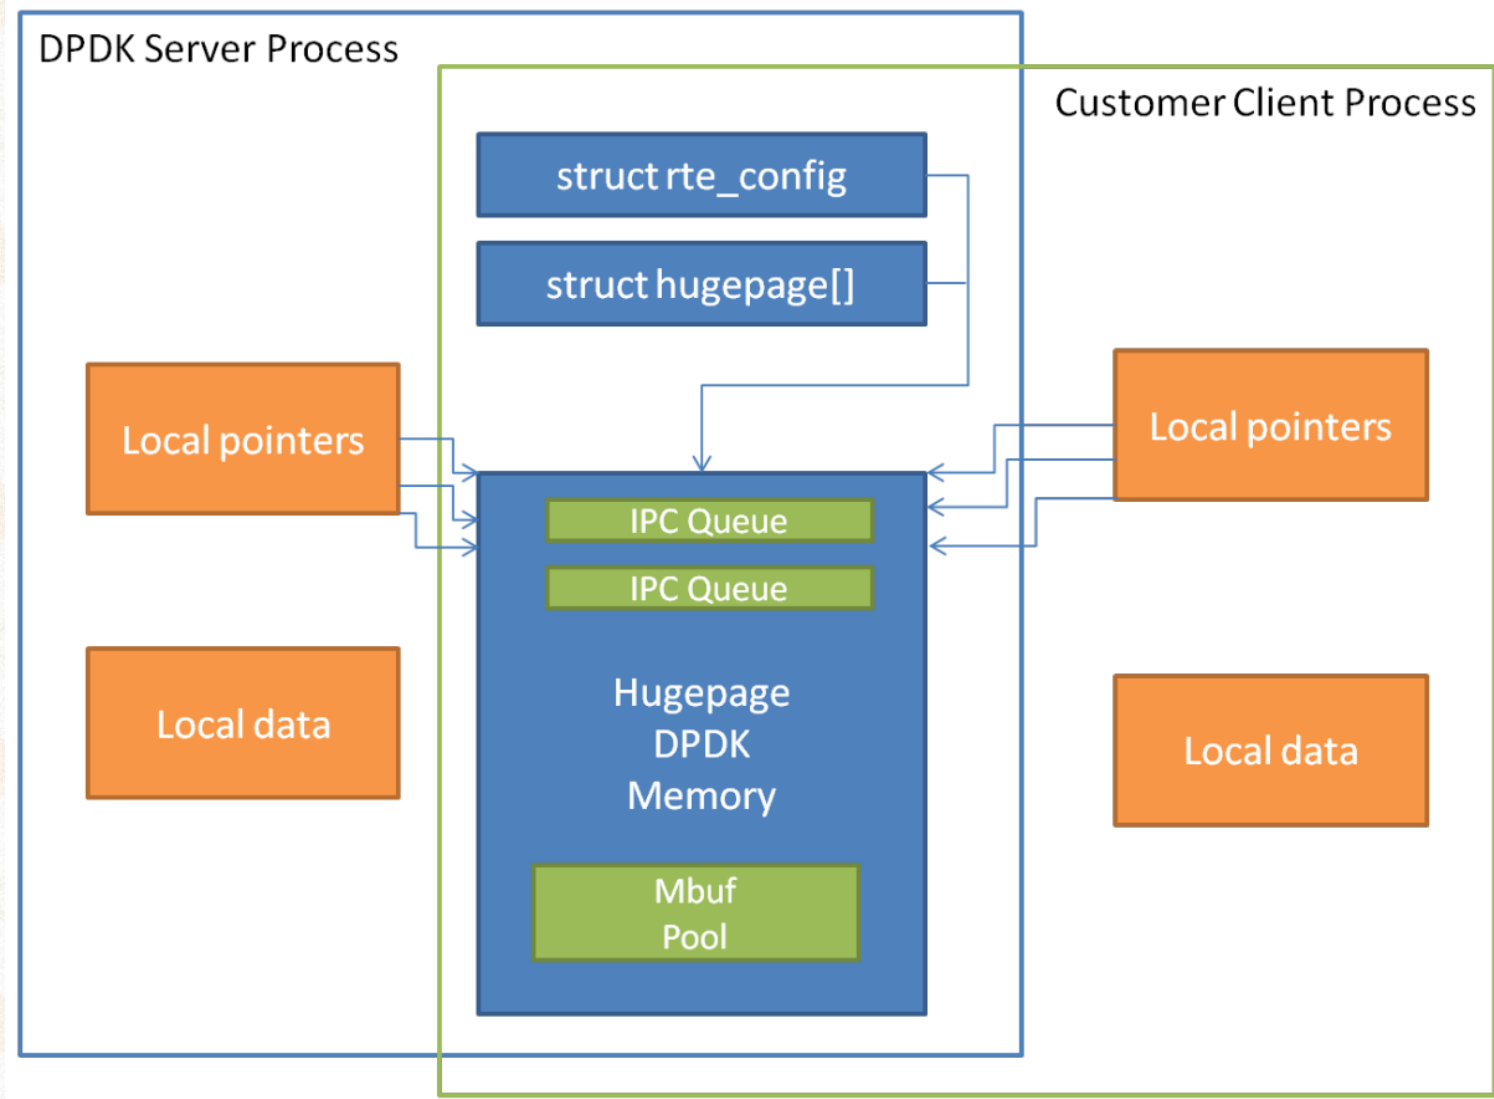 DPDK Server Process
Customer Client Process
struct rte_config
struct hugepage[]
Local pointers
Local pointers
IPC Queue
IPC Queue
Hugepage
DPDK
Memory
Local data
Local data
Mbuf
Pool